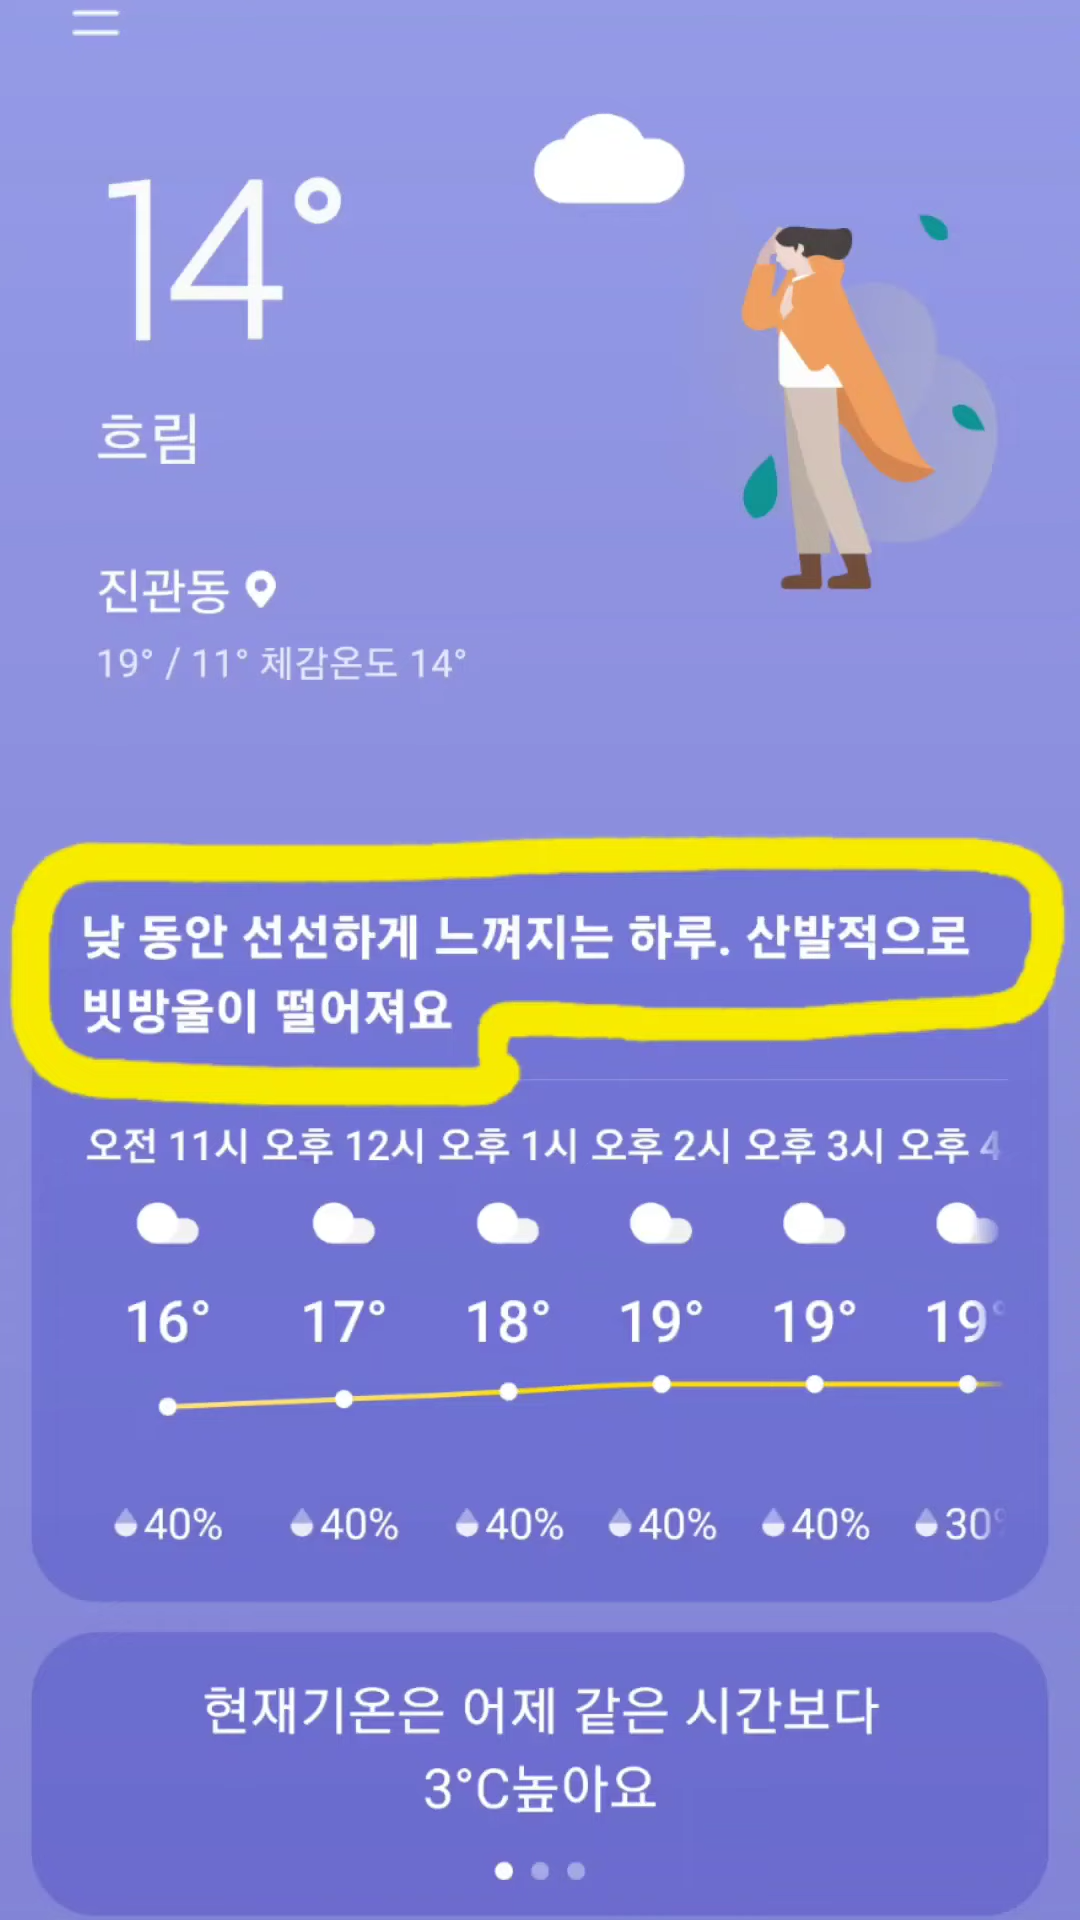 14°
흐림
진관동
19° / 11° 체감온도 14°
낮 동안 선선하게 느껴지는 하루. 산발적으로
빗방울이 떨어져요
오전 11시 오후 12시 오후 1시 오후 2시 오후 3시 오후 4
16° 17° 18° 19° 19° 19°
40% 40% 40% 40% 40% 30%
현재기온은 어제 같은 시간보다
3°C높아요